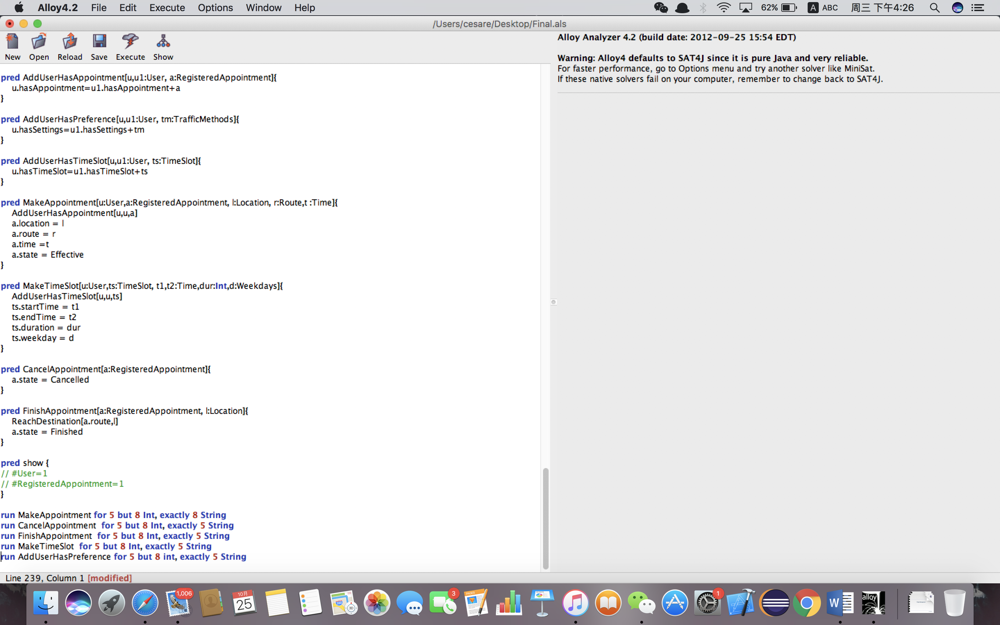 Alloy4.2 File Edit Execute Options Window Help 62% A ABC 周三 下午4:26
/Users/cesare/Desktop/Final.als
New Open Reload Save Execute Show
pred AddUserHasAppointment[u,u1:User, a:RegisteredAppointment]{
u.hasAppointment=u1.hasAppointment+a
}
pred AddUserHasPreference[u,u1:User, tm:TrafficMethods]{
u.hasSettings=u1.hasSettings+tm
}
pred AddUserHasTimeSlot[u,u1:User, ts:TimeSlot]{
u.hasTimeSlot=u1.hasTimeSlot+ts
}
pred MakeAppointment[u:User,a:RegisteredAppointment, l:Location, r:Route,t :Time]{
AddUserHasAppointment[u,u,a]
a.location = l
a.route = r
a.time =t
a.state = Effective
}
pred MakeTimeSlot[u:User,ts:TimeSlot, t1,t2:Time,dur:Int,d:Weekdays]{
AddUserHasTimeSlot[u,u,ts]
ts.startTime = t1
ts.endTime = t2
ts.duration = dur
ts.weekday = d
}
pred CancelAppointment[a:RegisteredAppointment]{
a.state = Cancelled
}
pred FinishAppointment[a:RegisteredAppointment, l:Location]{
ReachDestination[a.route,l]
a.state = Finished
}
pred show {
// #User=1
// #RegisteredAppointment=1
}
run MakeAppointment for 5 but 8 Int, exactly 8 String
run CancelAppointment  for 5 but 8 Int, exactly 5 String
run FinishAppointment  for 5 but 8 Int, exactly 5 String
run MakeTimeSlot  for 5 but 8 Int, exactly 5 String
run AddUserHasPreference for 5 but 8 int, exactly 5 String
Line 239, Column 1 [modified]
Alloy Analyzer 4.2 (build date: 2012-09-25 15:54 EDT)
Warning: Alloy4 defaults to SAT4J since it is pure Java and very reliable.
For faster performance, go to Options menu and try another solver like MiniSat.
If these native solvers fail on your computer, remember to change back to SAT4J.
1,006
10月
25
280
3D
3
PAGES
1
W
alloy